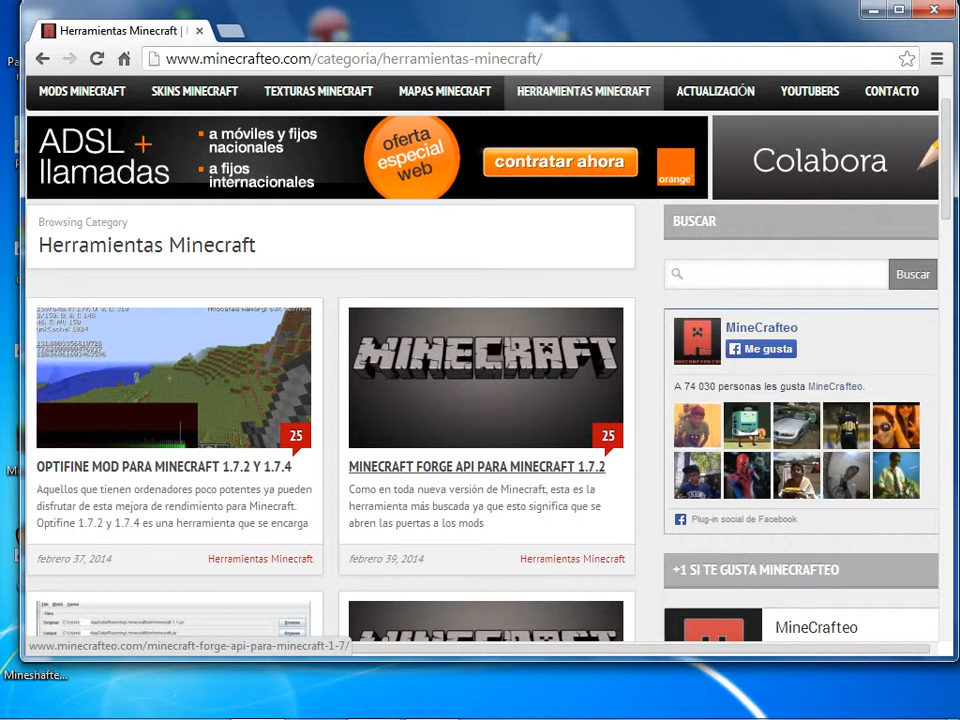 Herramientas Minecraft |
www.minecrafteo.com/categoria/herramientas-minecraft/
MODS MINECRAFT SKINS MINECRAFT TEXTURAS MINECRAFT MAPAS MINECRAFT HERRAMIENTAS MINECRAFT ACTUALIZACIÓN YOUTUBERS CONTACTO
ADSL +
llamadas
a móviles y fijos
nacionales
a fijos
internacionales
oferta
especial
web
contratar ahora
orange
Colabora
Browsing Category
Herramientas Minecraft
BUSCAR
Buscar
MineCrafteo
Me gusta
A 74 030 personas les gusta MineCrafteo.
Plug-in social de Facebook
MINECRAFT
25
25
OPTIFINE MOD PARA MINECRAFT 1.7.2 Y 1.7.4
Aquellos que tienen ordenadores poco potentes ya pueden
disfrutar de esta mejora de rendimiento para Minecraft.
Optifine 1.7.2 y 1.7.4 es una herramienta que se encarga
febrero 37, 2014 Herramientas Minecraft
MINECRAFT FORGE API PARA MINECRAFT 1.7.2
Como en toda nueva versión de Minecraft, esta es la
herramienta más buscada ya que esto significa que se
abren las puertas a los mods
febrero 39, 2014 Herramientas Minecraft
+1 SI TE GUSTA MINECRAFTEO
MineCrafteo
www.minecrafteo.com/minecraft-forge-api-para-minecraft-1-7/
Mineshafte...